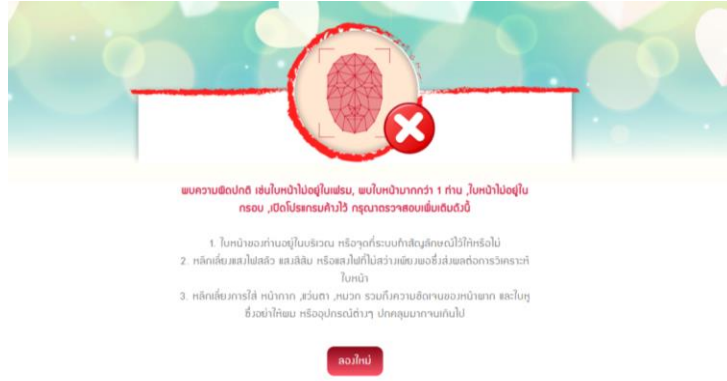 พบความผิดปกติ เช่นใบหน้าไม่อยู่ในเฟรม, พบใบหน้ามากกว่า 1 ท่าน ,ใบหน้าไม่อยู่ใน
กรอบ ,เปิดโปรแกรมค้างไว้ กรุณาตรวจสอบเพิ่มเติมดังนี้
1. ใบหน้าของท่านอยู่ในบริเวณ หรือจุดที่ระบบทำสัญลักษณ์ไว้ให้หรือไม่
2. หลีกเลี่ยงแสงไฟสลัว แสงสีส้ม หรือแสงไฟที่ไม่สว่างเพียงพอซึ่งส่งผลต่อการวิเคราะห์
ใบหน้า
3. หลีกเลี่ยงการใส่ หน้ากาก ,แว่นตา ,หมวก รวมถึงความชัดเจนของหน้าผาก และใบหู
ซึ่งอย่าให้ผม หรืออุปกรณ์ต่างๆ ปกคลุมมากจนเกินไป
ลองใหม่